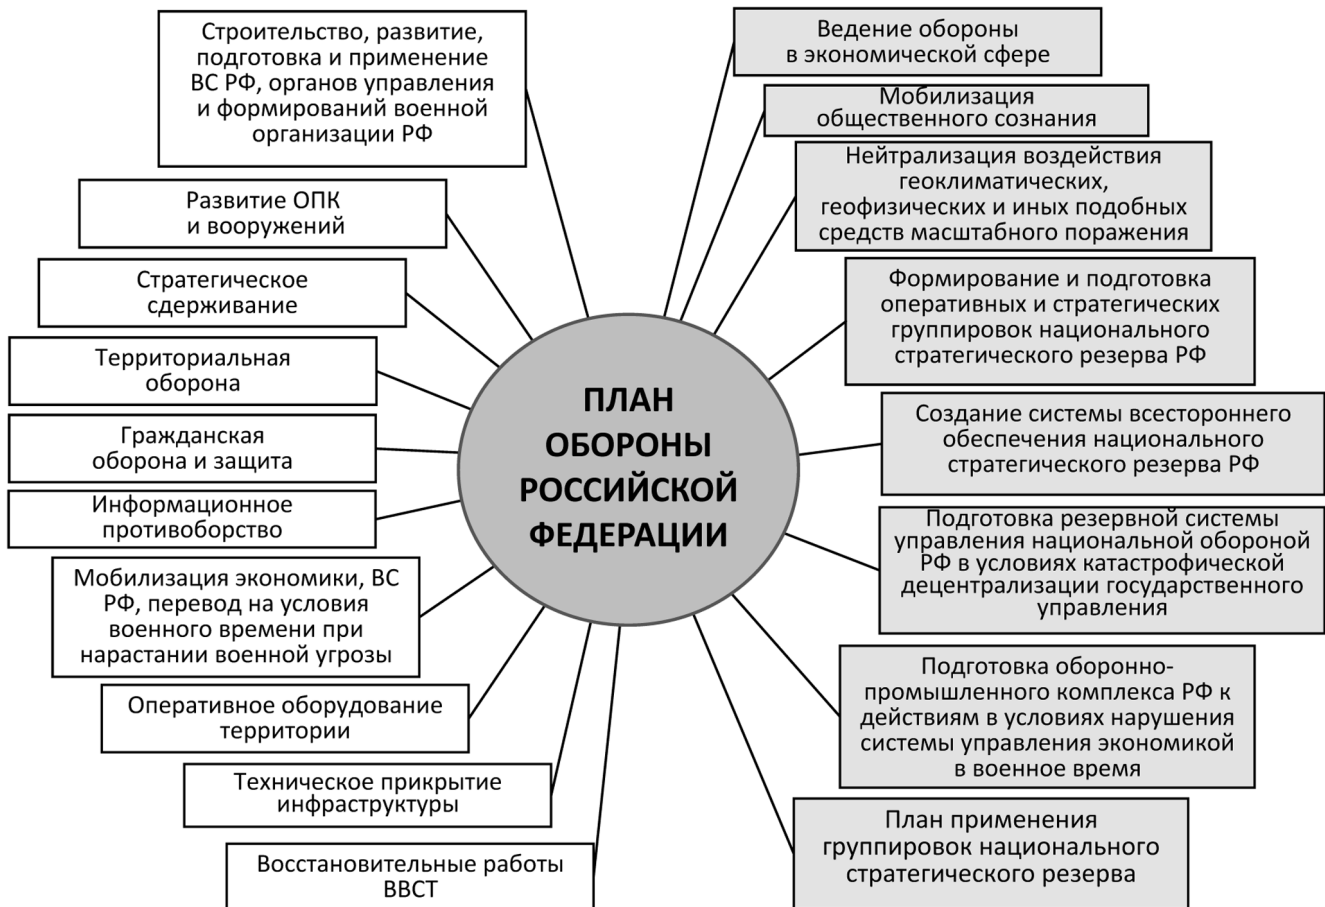 Строительство, развитие,
подготовка и применение
ВС РФ, органов управления
и формирований военной
организации РФ
Развитие ОПК
и вооружений
Стратегическое
сдерживание
Территориальная
оборона
Гражданская
оборона и защита
Информационное
противоборство
Мобилизация экономики, ВС
РФ, перевод на условия
военного времени при
нарастании военной угрозы
Оперативное оборудование
территории
Техническое прикрытие
инфраструктуры
Восстановительные работы
ВВСТ
ПЛАН
ОБОРОНЫ
РОССИЙСКОЙ
ФЕДЕРАЦИИ
Ведение обороны
в экономической сфере
Мобилизация
общественного сознания
Нейтрализация воздействия
геоклиматических,
геофизических и иных подобных
средств масштабного поражения
Формирование и подготовка
оперативных и стратегических
группировок национального
стратегического резерва РФ
Создание системы всестороннего
обеспечения национального
стратегического резерва РФ
Подготовка резервной системы
управления национальной обороной
РФ в условиях катастрофической
децентрализации государственного
управления
Подготовка оборонно-
промышленного комплекса РФ к
действиям в условиях нарушения
системы управления экономикой
в военное время
План применения
группировок национального
стратегического резерва